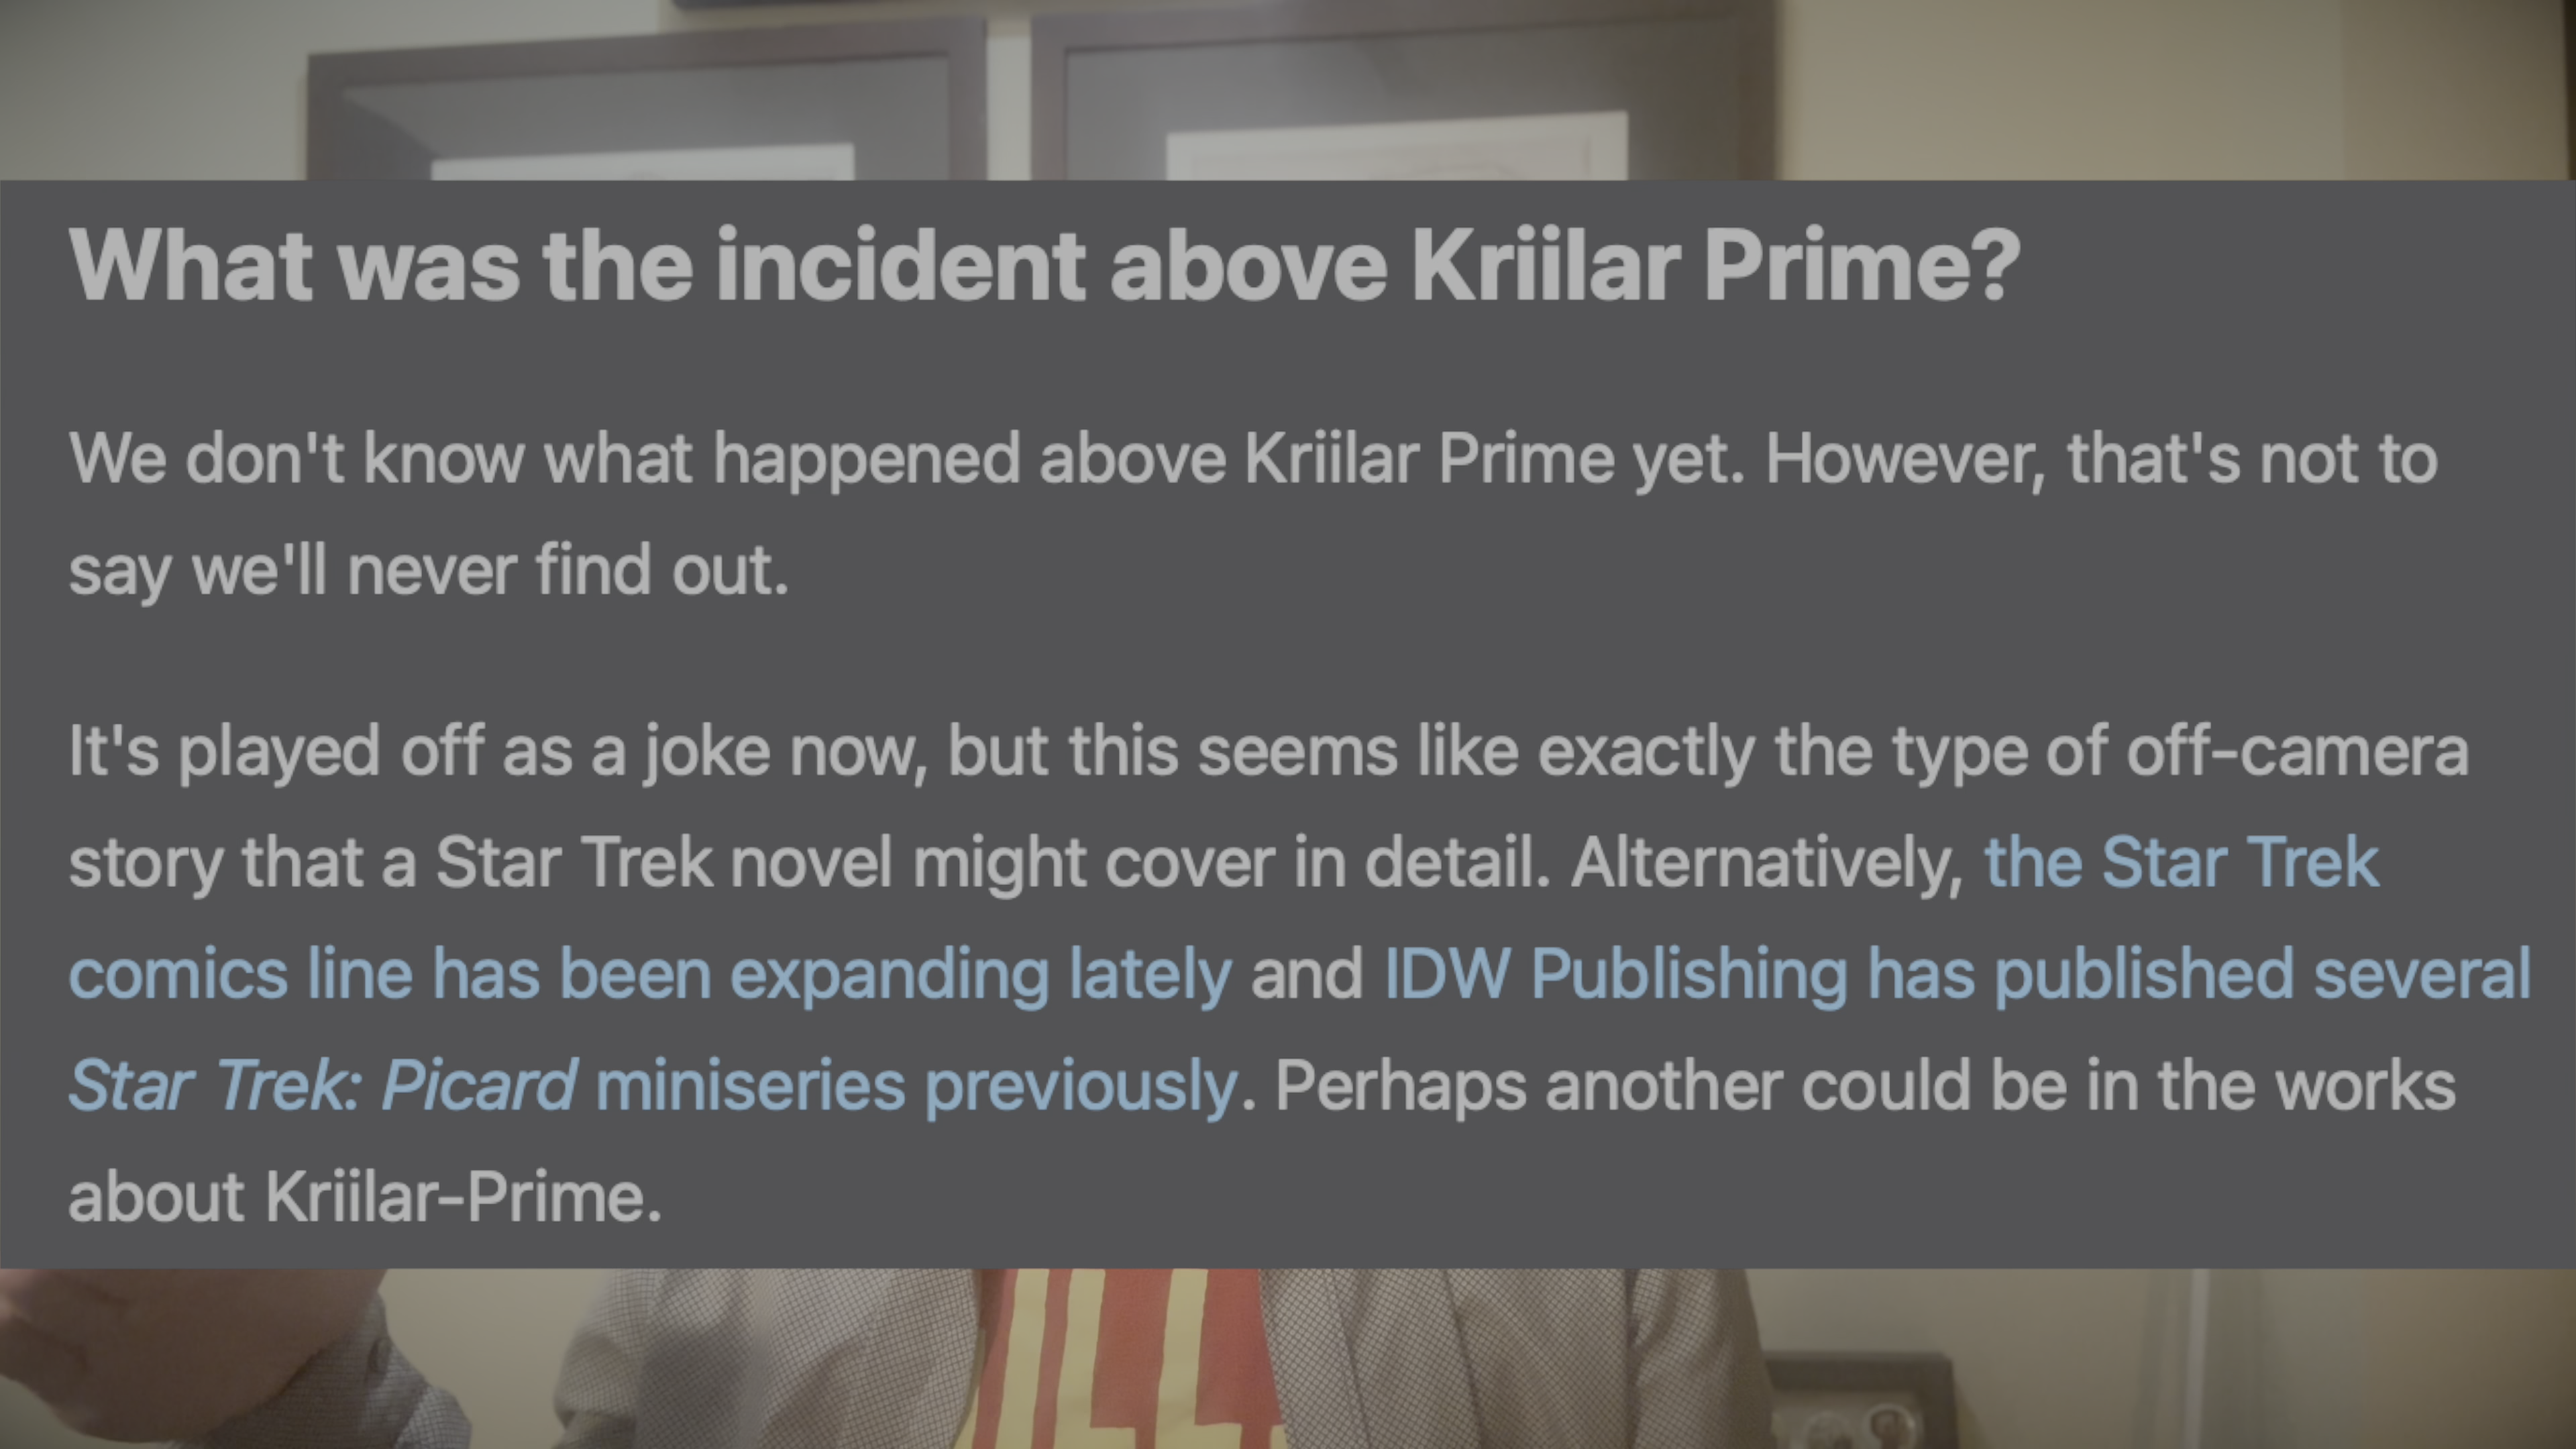 What was the incident above Kriilar Prime?
We don't know what happened above Kriilar Prime yet. However, that's not to
say we'll never find out.
It's played off as a joke now, but this seems like exactly the type of off-camera
story that a Star Trek novel might cover in detail. Alternatively, the Star Trek
comics line has been expanding lately and IDW Publishing has published several
Star Trek: Picard miniseries previously. Perhaps another could be in the works
about Kriilar-Prime.